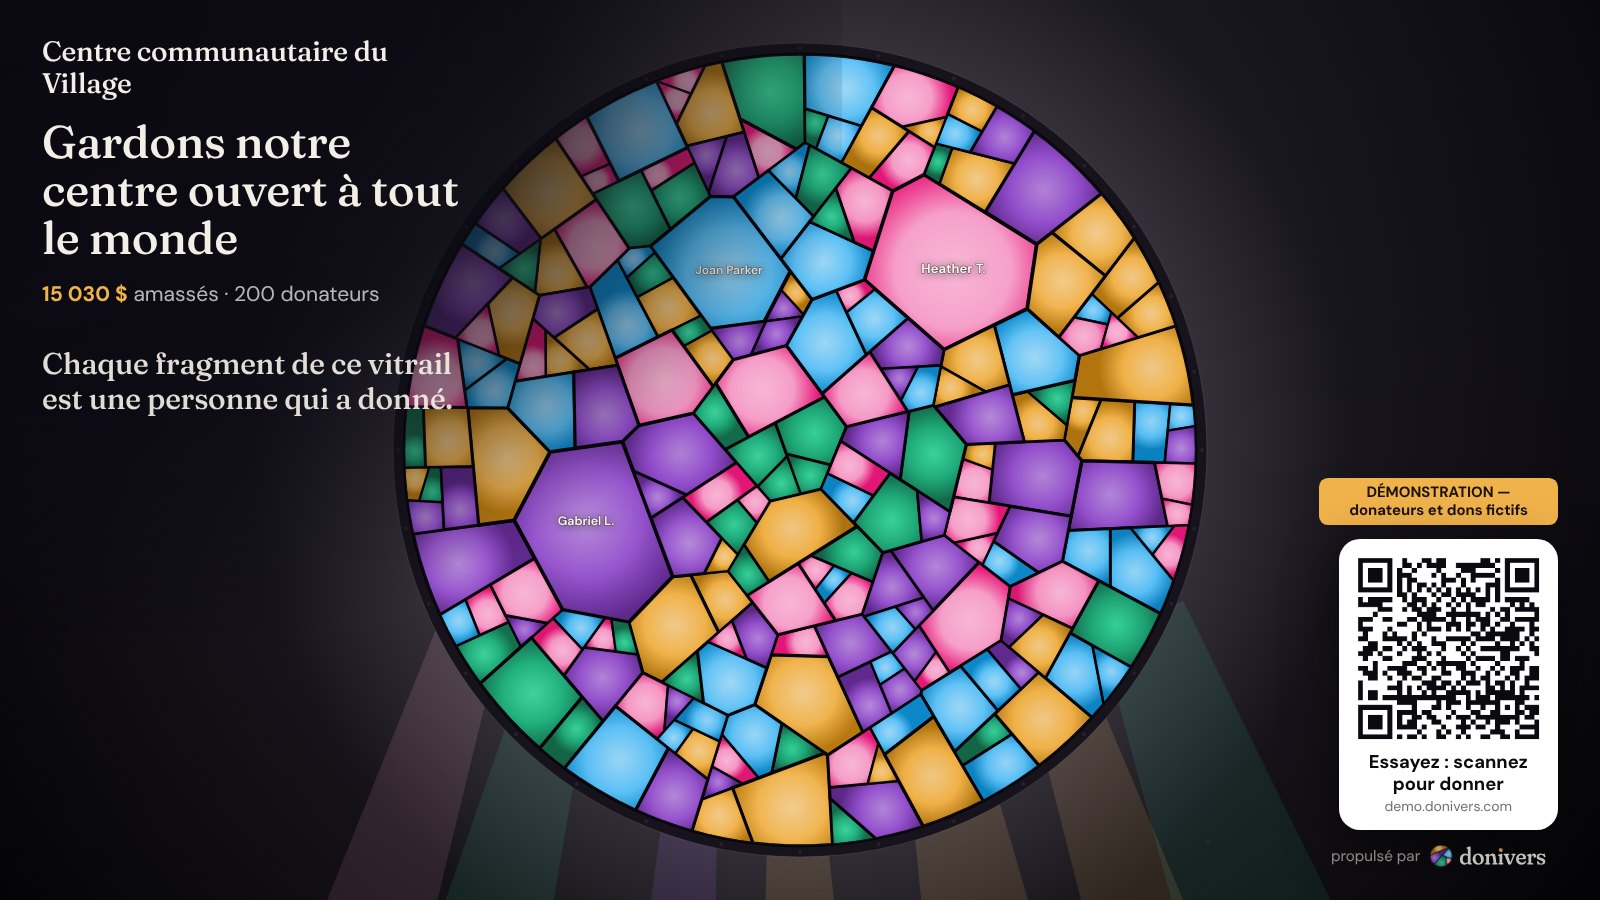 Centre communautaire du
Village
Gardons notre
centre ouvert à tout
le monde
15 030 $ amassés · 200 donateurs
Chaque fragment de ce vitrail
est une personne qui a donné.
Joan Parker
Heather T.
Gabriel L.
DÉMONSTRATION —
donateurs et dons fictifs
Essayez : scannez
pour donner
demo.donivers.com
propulsé par donivers